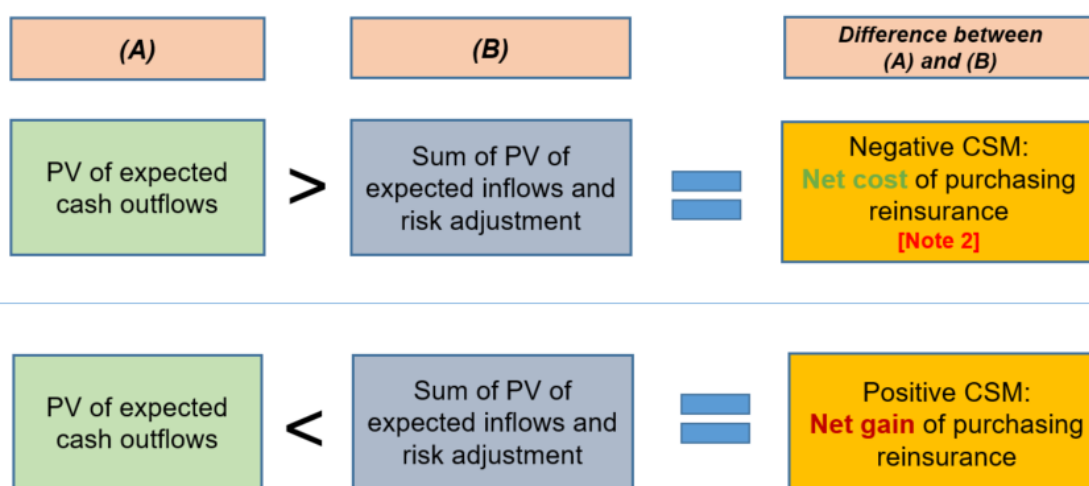 (A)
(B)
Difference between
(A) and (B)
PV of expected
cash outflows
>
Sum of PV of
expected inflows and
risk adjustment
=
Negative CSM:
Net cost of purchasing
reinsurance
[Note 2]
PV of expected
cash outflows
<
Sum of PV of
expected inflows and
risk adjustment
=
Positive CSM:
Net gain of purchasing
reinsurance